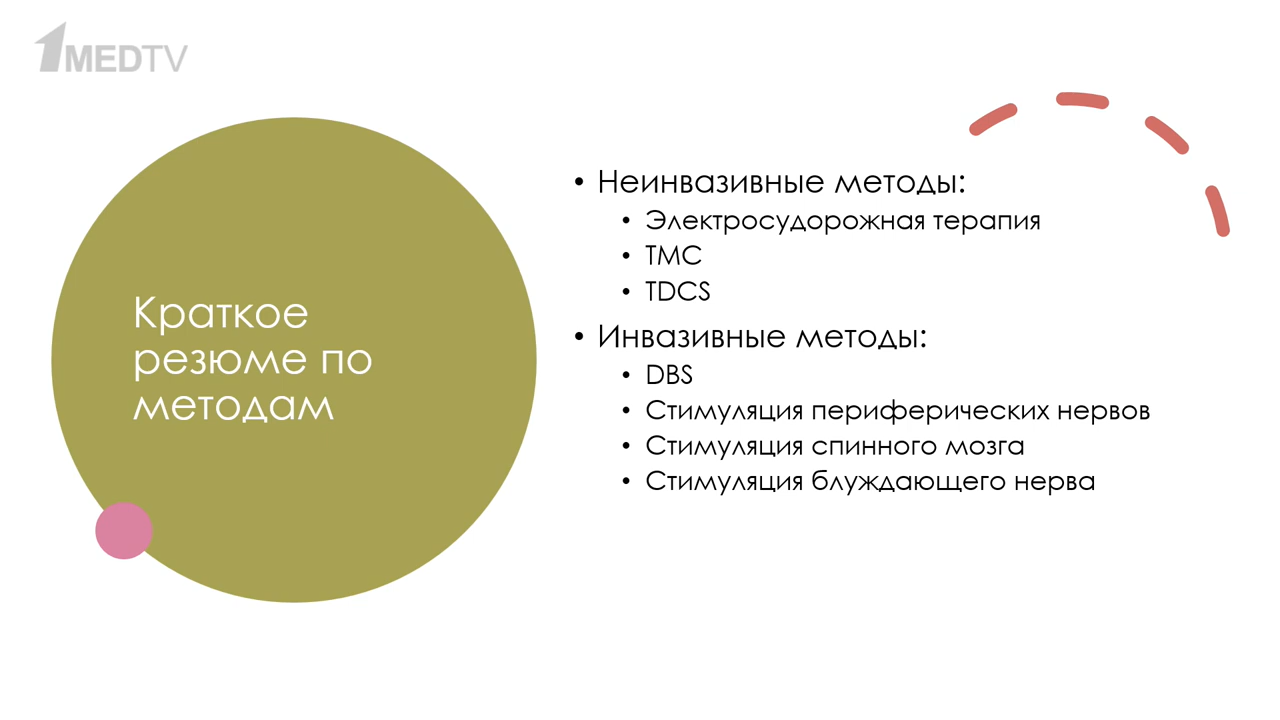 1MEDTV
Краткое
резюме по
методам
• Неинвазивные методы:
• Электросудорожная терапия
• ТМС
• TDCS
• Инвазивные методы:
• DBS
• Стимуляция периферических нервов
• Стимуляция спинного мозга
• Стимуляция блуждающего нерва